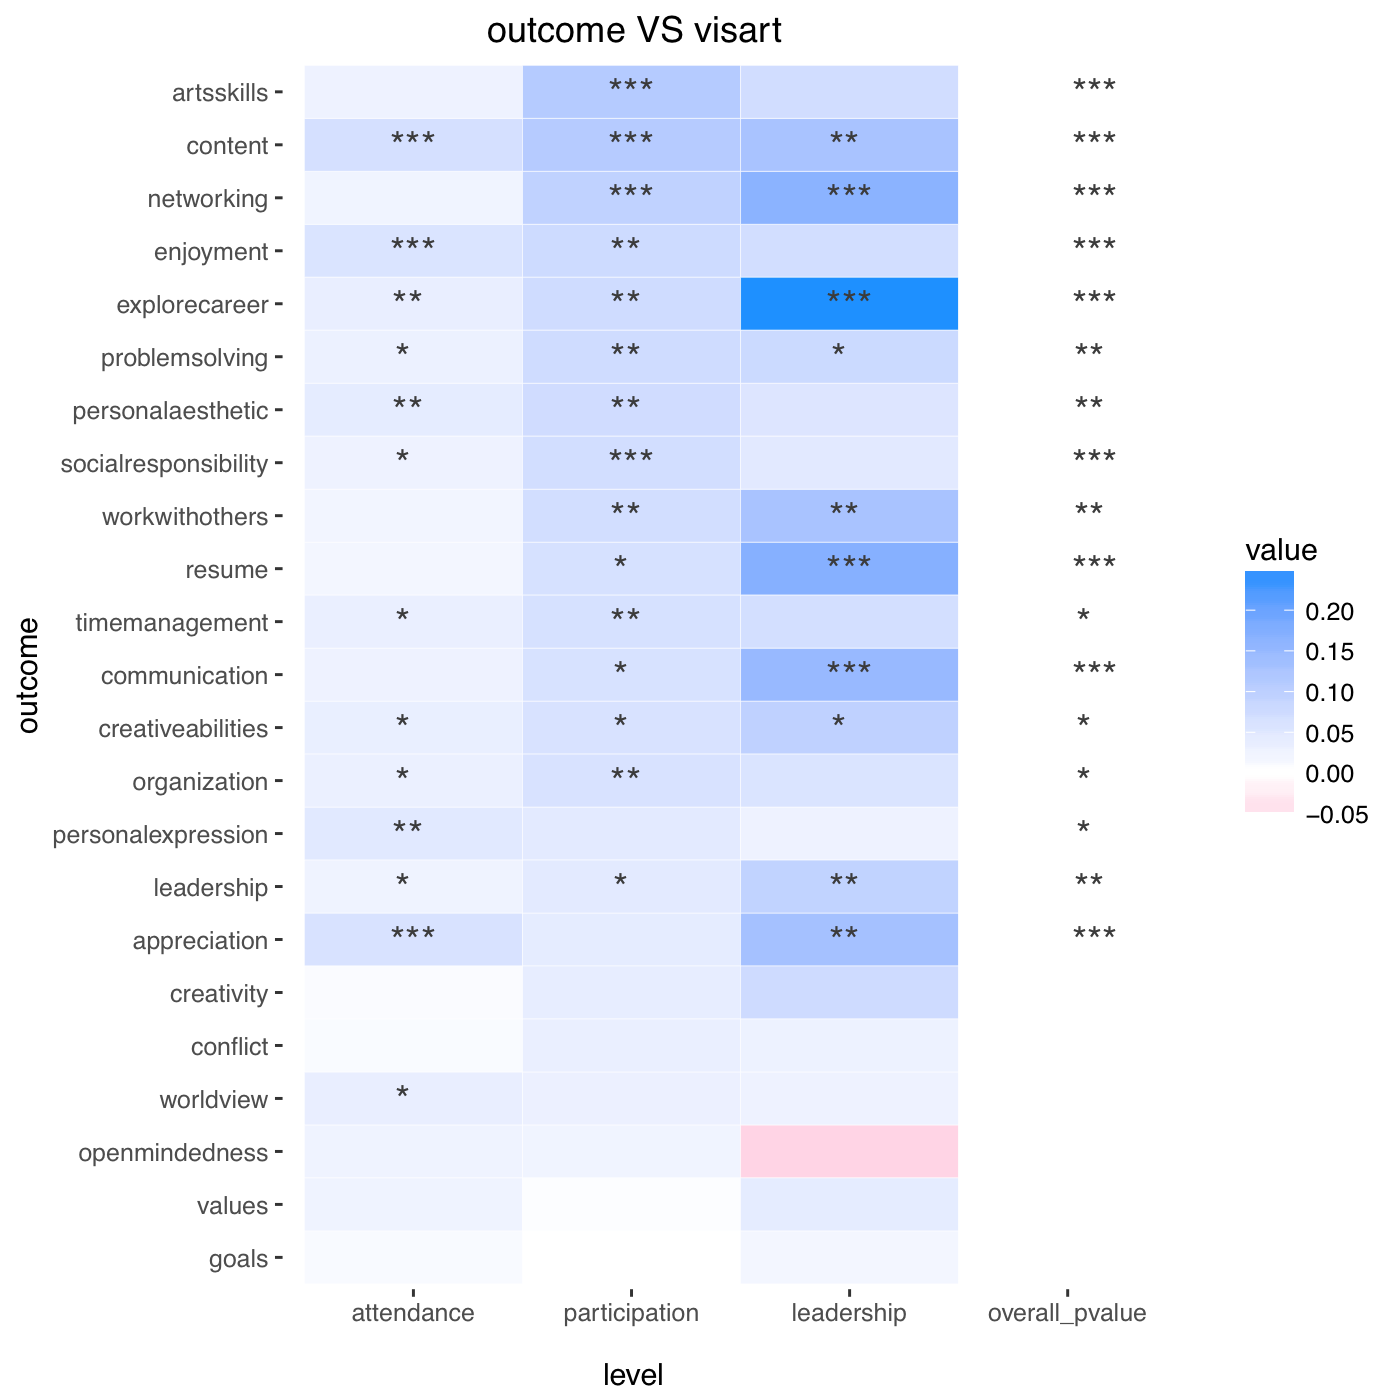 outcome VS visart
artsskills *** ***
content *** *** ** ***
networking *** *** ***
enjoyment *** ** ***
explorecareer ** ** *** ***
problemsolving * ** * **
personalaesthetic ** ** **
socialresponsibility * *** ***
workwithothers ** ** **
resume * *** ***
timemanagement * ** *
communication * *** ***
creativeabilities * * * *
organization * ** *
personalexpression ** *
leadership * * ** **
appreciation *** ** ***
creativity
conflict
worldview *
openmindedness
values
goals
outcome
attendance participation leadership overall_pvalue
level
value
0.20
0.15
0.10
0.05
0.00
−0.05